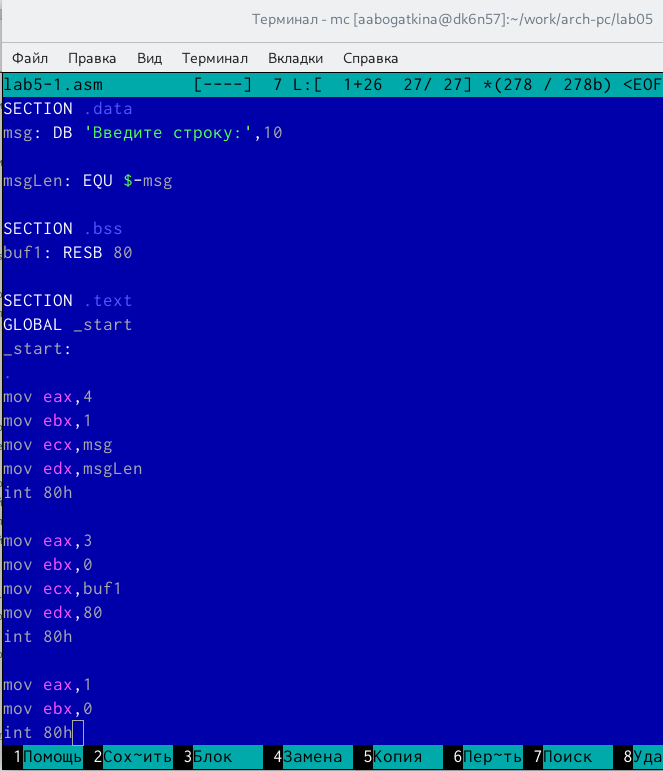 Терминал - mc [aabogatkina@dk6n57]:~/work/arch-pc/lab05
Файл Правка Вид Терминал Вкладки Справка
lab5-1.asm [----] 7 L:[ 1+26 27/ 27] *(278 / 278b) <EOF
SECTION .data
msg: DB 'Введите строку:',10
msgLen: EQU $-msg
SECTION .bss
buf1: RESB 80
SECTION .text
GLOBAL _start
_start:
.
mov eax,4
mov ebx,1
mov ecx,msg
mov edx,msgLen
int 80h
mov eax,3
mov ebx,0
mov ecx,buf1
mov edx,80
int 80h
mov eax,1
mov ebx,0
int 80h
1Помощь 2Сох~ить 3Блок 4Замена 5Копия 6Пер~ть 7Поиск 8Уда